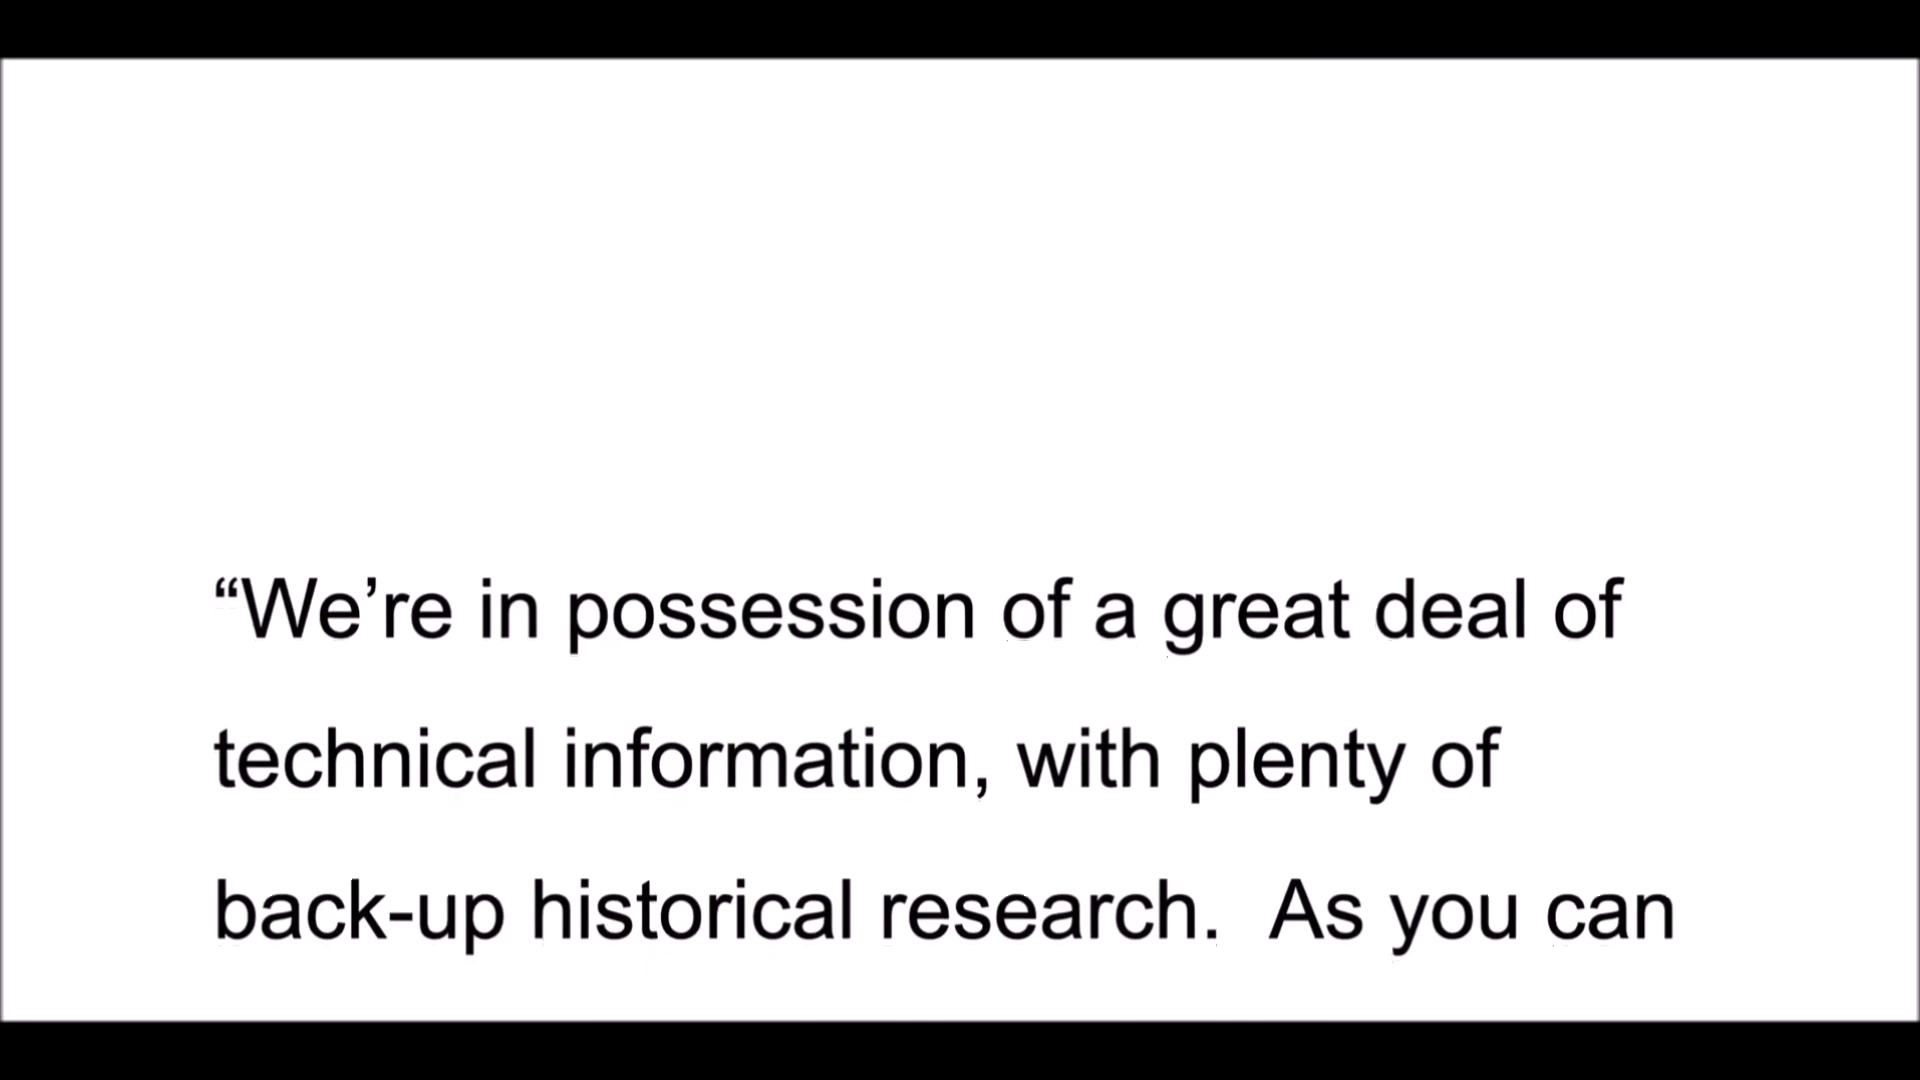 “We’re in possession of a great deal of
technical information, with plenty of
back-up historical research.  As you can